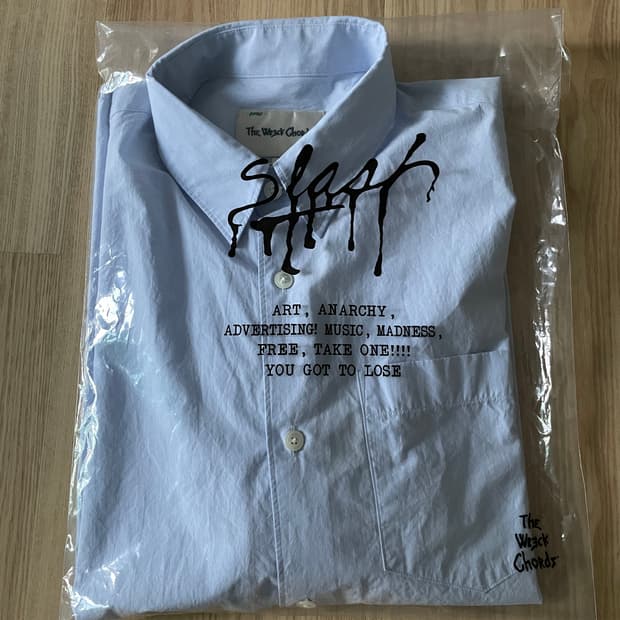 The Wreck Chords
Slash
ART, ANARCHY,
ADVERTISING! MUSIC, MADNESS,
FREE, TAKE ONE!!!!
YOU GOT TO LOSE
The
Wreck
Chords